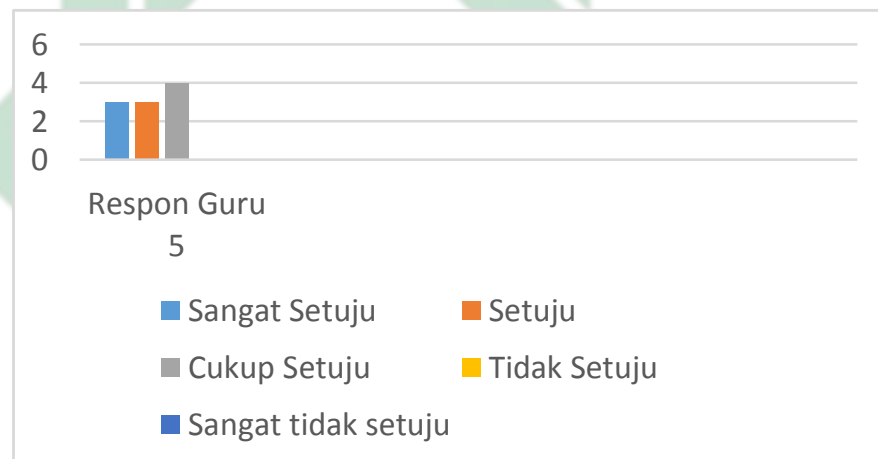 6
4
2
0
Respon Guru
5
Sangat Setuju
Setuju
Cukup Setuju
Tidak Setuju
Sangat tidak setuju